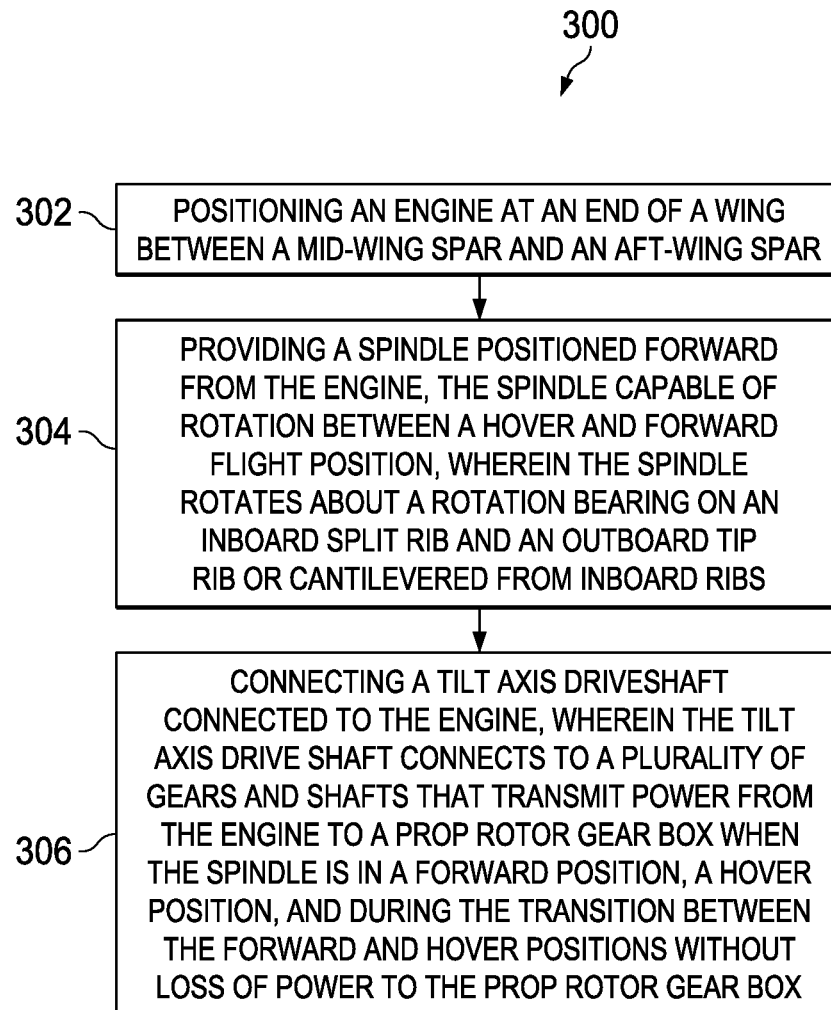 300
302
POSITIONING AN ENGINE AT AN END OF A WING
BETWEEN A MID-WING SPAR AND AN AFT-WING SPAR
304
PROVIDING A SPINDLE POSITIONED FORWARD
FROM THE ENGINE, THE SPINDLE CAPABLE OF
ROTATION BETWEEN A HOVER AND FORWARD
FLIGHT POSITION, WHEREIN THE SPINDLE
ROTATES ABOUT A ROTATION BEARING ON AN
INBOARD SPLIT RIB AND AN OUTBOARD TIP
RIB OR CANTILEVERED FROM INBOARD RIBS
306
CONNECTING A TILT AXIS DRIVESHAFT
CONNECTED TO THE ENGINE, WHEREIN THE TILT
AXIS DRIVE SHAFT CONNECTS TO A PLURALITY OF
GEARS AND SHAFTS THAT TRANSMIT POWER FROM
THE ENGINE TO A PROP ROTOR GEAR BOX WHEN
THE SPINDLE IS IN A FORWARD POSITION, A HOVER
POSITION, AND DURING THE TRANSITION BETWEEN
THE FORWARD AND HOVER POSITIONS WITHOUT
LOSS OF POWER TO THE PROP ROTOR GEAR BOX